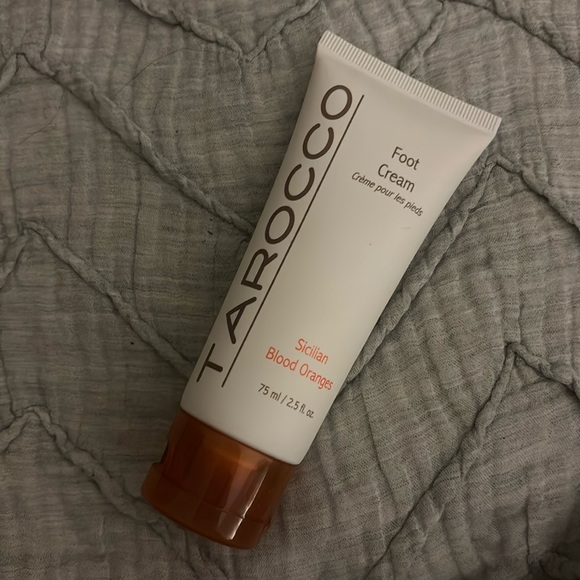 TAROCCO
Foot
Cream
Crème pour les pieds
Sicilian
Blood Oranges
75 ml / 2.5 fl. oz.